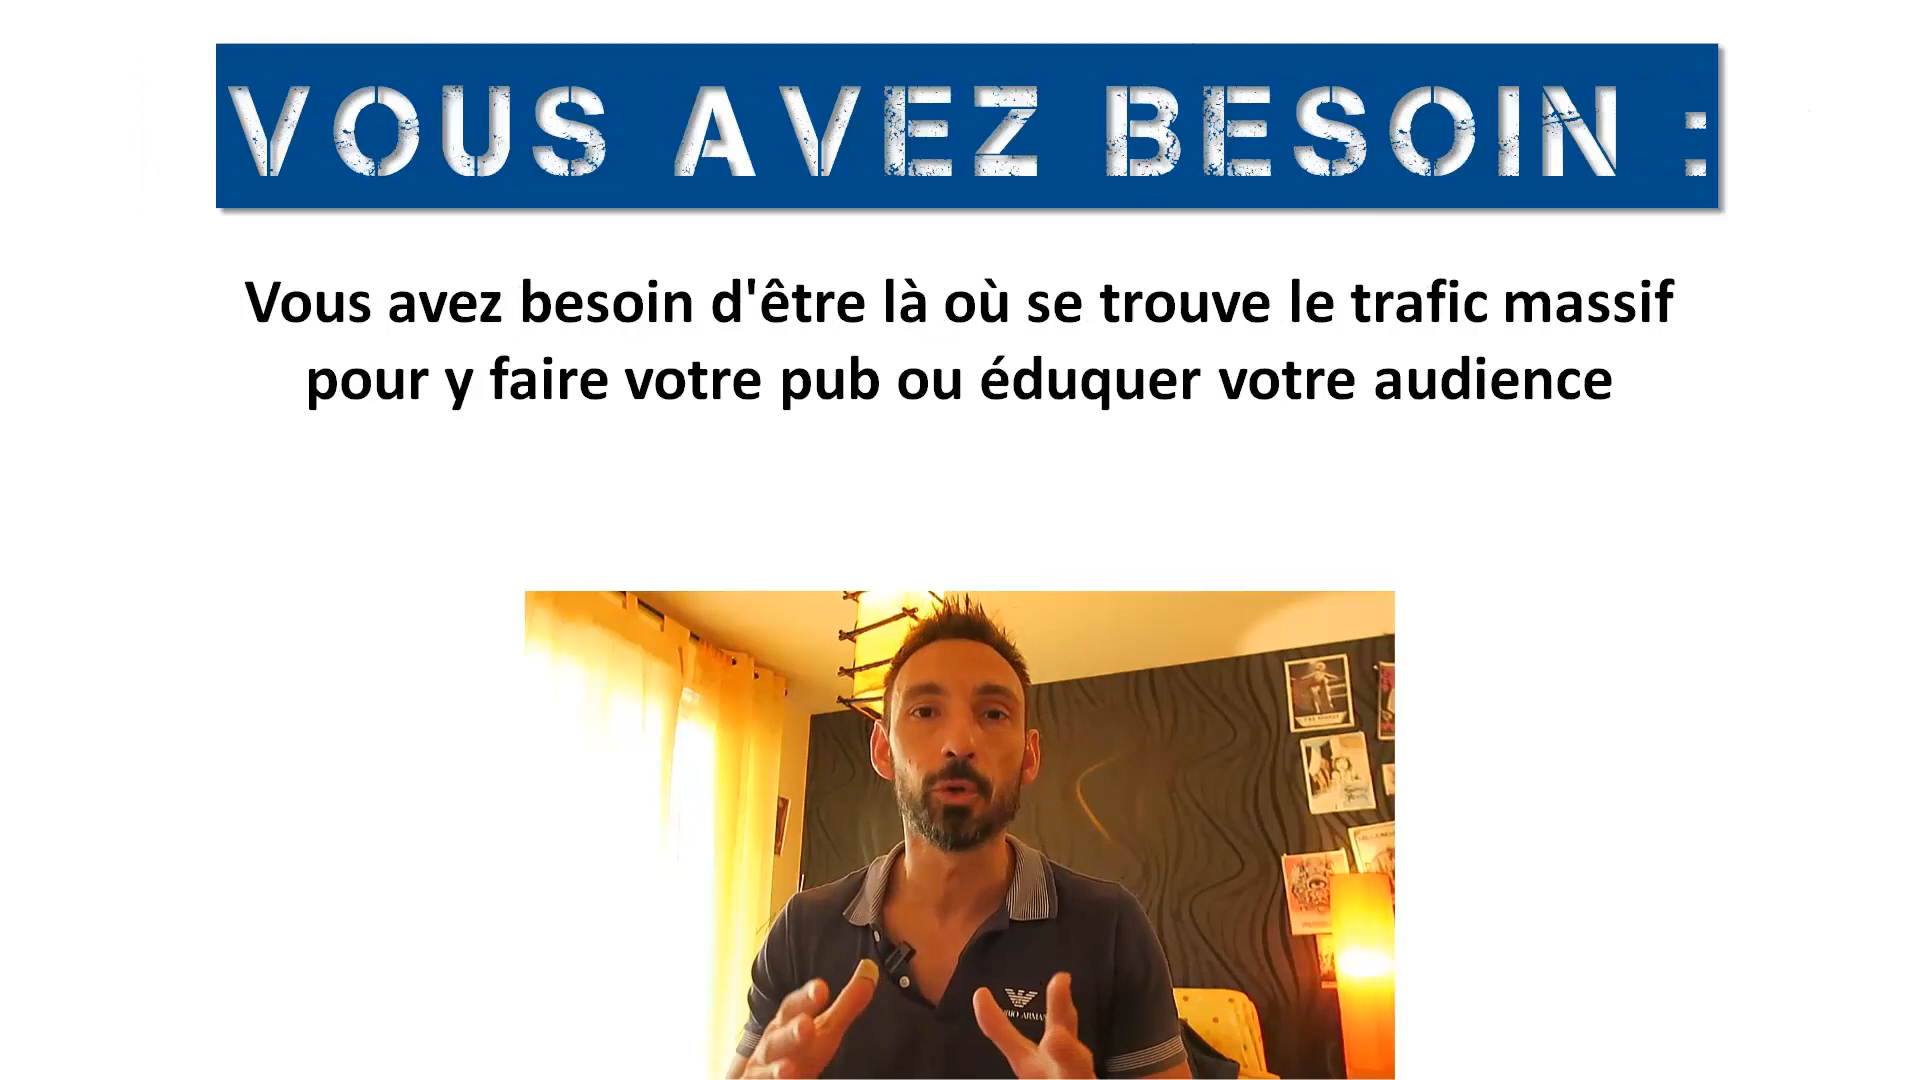 VOUS AVEZ BESOIN :
Vous avez besoin d'être là où se trouve le trafic massif
pour y faire votre pub ou éduquer votre audience